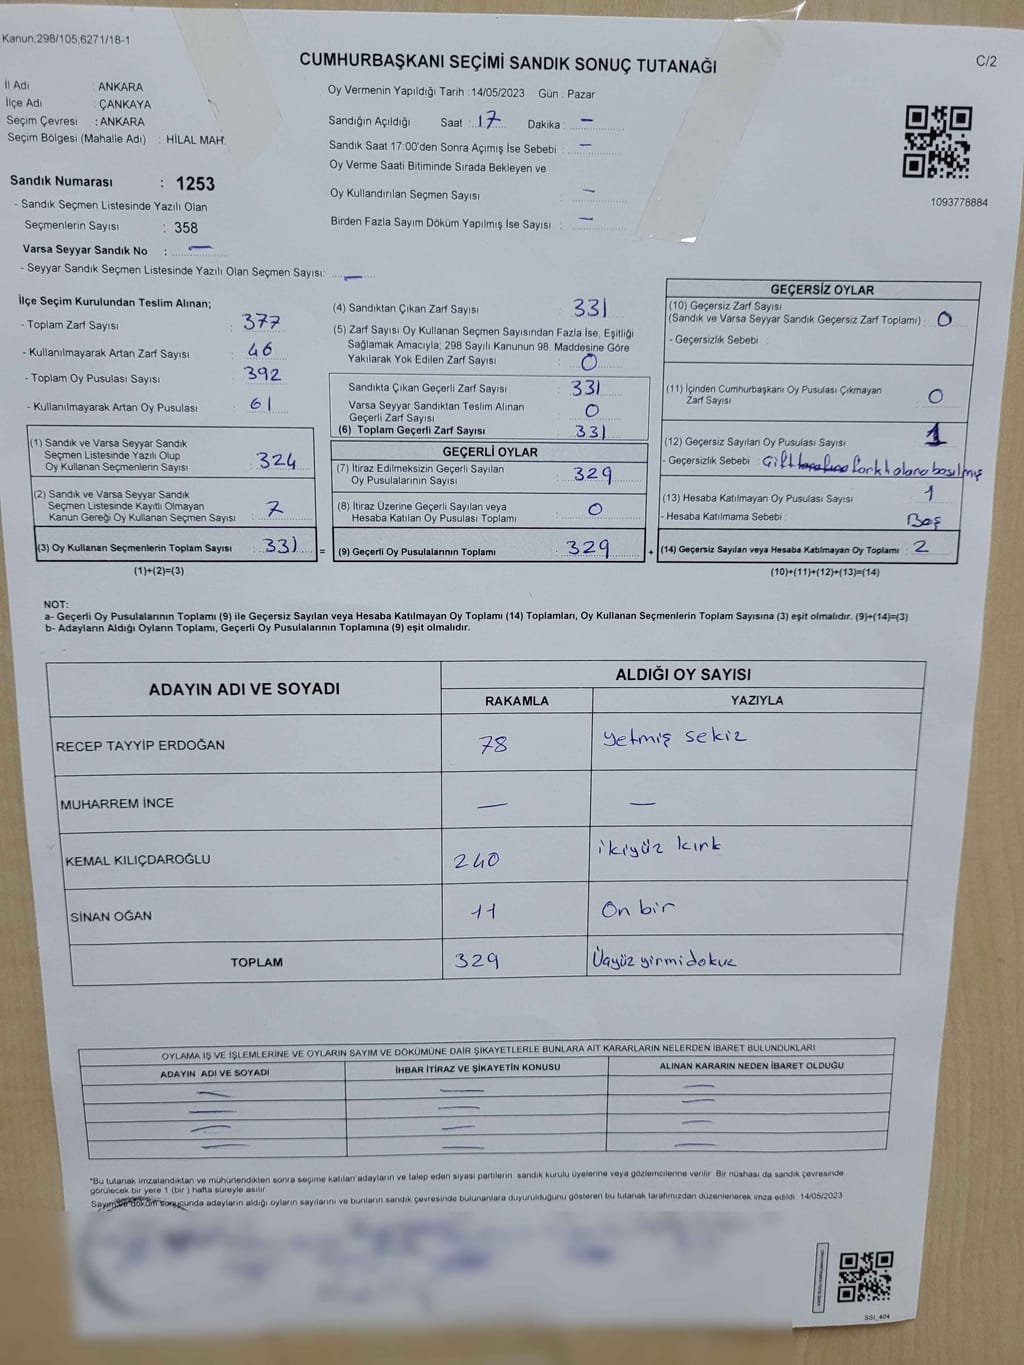 Kanun:298/105,6271/18-1
CUMHURBAŞKANI SEÇİMİ SANDIK SONUÇ TUTANAĞI
C/2
İl Adı : ANKARA
İlçe Adı : ÇANKAYA
Seçim Çevresi : ANKARA
Seçim Bölgesi (Mahalle Adı) : HİLAL MAH.
Sandık Numarası : 1253
- Sandık Seçmen Listesinde Yazılı Olan
Seçmenlerin Sayısı : 358
Varsa Seyyar Sandık No : —
- Seyyar Sandık Seçmen Listesinde Yazılı Olan Seçmen Sayısı: —
Oy Vermenin Yapıldığı Tarih : 14/05/2023 Gün : Pazar
Sandığın Açıldığı Saat : 17 Dakika : —
Sandık Saat 17:00'den Sonra Açımış İse Sebebi : —
Oy Verme Saati Bitiminde Sırada Bekleyen ve
Oy Kullandırılan Seçmen Sayısı —
Birden Fazla Sayım Döküm Yapılmış İse Sayısı : —
1093778884
İlçe Seçim Kurulundan Teslim Alınan;
- Toplam Zarf Sayısı : 377
- Kullanılmayarak Artan Zarf Sayısı : 46
- Toplam Oy Pusulası Sayısı : 392
- Kullanılmayarak Artan Oy Pusulası : 61
(1) Sandık ve Varsa Seyyar Sandık
Seçmen Listesinde Yazılı Olup
Oy Kullanan Seçmenlerin Sayısı : 324
(2) Sandık ve Varsa Seyyar Sandık
Seçmen Listesinde Kayıtlı Olmayan
Kanun Gereği Oy Kullanan Seçmen Sayısı : 7
(3) Oy Kullanan Seçmenlerin Toplam Sayısı : 331 =
(1)+(2)=(3)
(4) Sandıktan Çıkan Zarf Sayısı : 331
(5) Zarf Sayısı Oy Kullanan Seçmen Sayısından Fazla İse, Eşitliği
Sağlamak Amacıyla; 298 Sayılı Kanunun 98. Maddesine Göre
Yakılarak Yok Edilen Zarf Sayısı : 0
Sandıkta Çıkan Geçerli Zarf Sayısı : 331
Varsa Seyyar Sandıktan Teslim Alınan
Geçerli Zarf Sayısı : 0
(6) Toplam Geçerli Zarf Sayısı : 331
GEÇERLİ OYLAR
(7) İtiraz Edilmeksizin Geçerli Sayılan
Oy Pusulalarının Sayısı : 329
(8) İtiraz Üzerine Geçerli Sayılan veya
Hesaba Katılan Oy Pusulası Toplamı : 0
(9) Geçerli Oy Pusulalarının Toplamı : 329 +
GEÇERSİZ OYLAR
(10) Geçersiz Zarf Sayısı
(Sandık ve Varsa Seyyar Sandık Geçersiz Zarf Toplamı) : 0
- Geçersizlik Sebebi :
(11) İçinden Cumhurbaşkanı Oy Pusulası Çıkmayan
Zarf Sayısı : 0
(12) Geçersiz Sayılan Oy Pusulası Sayısı : 1
- Geçersizlik Sebebi : Çift farklı alana basılmış
(13) Hesaba Katılmayan Oy Pusulası Sayısı : 1
- Hesaba Katılmama Sebebi : Boş
(14) Geçersiz Sayılan veya Hesaba Katılmayan Oy Toplamı : 2
(10)+(11)+(12)+(13)=(14)
NOT:
a- Geçerli Oy Pusulalarının Toplamı (9) ile Geçersiz Sayılan veya Hesaba Katılmayan Oy Toplamı (14) Toplamları, Oy Kullanan Seçmenlerin Toplam Sayısına (3) eşit olmalıdır. (9)+(14)=(3)
b- Adayların Aldığı Oyların Toplamı, Geçerli Oy Pusulalarının Toplamına (9) eşit olmalıdır.
ADAYIN ADI VE SOYADI
ALDIĞI OY SAYISI
RAKAMLA YAZIYLA
RECEP TAYYİP ERDOĞAN 78 Yetmiş sekiz
MUHARREM İNCE — —
KEMAL KILIÇDAROĞLU 240 ikiyüz kırk
SİNAN OĞAN 11 On bir
TOPLAM 329 Üçyüz yirmidokuz
OYLAMA İŞ VE İŞLEMLERİNE VE OYLARIN SAYIM VE DÖKÜMÜNE DAİR ŞİKAYETLERLE BUNLARA AİT KARARLARIN NELERDEN İBARET BULUNDUKLARI
ADAYIN ADI VE SOYADI İHBAR İTİRAZ VE ŞİKAYETİN KONUSU ALINAN KARARIN NEDEN İBARET OLDUĞU
— — —
— — —
— — —
— — —
*Bu tutanak imzalandıktan ve mühürlendikten sonra seçime katılan adayların ve talep eden siyasi partilerin sandık kurulu üyelerine veya gözlemcilerine verilir. Bir nüshası da sandık çevresinde
görülecek bir yere 1 (bir ) hafta süreyle asılır.
Sayım ve döküm sonucunda adayların aldığı oyların sayılarını ve bunların sandık çevresinde bulunanlara duyurulduğunu gösteren bu tutanak tarafımızdan düzenlenerek imza edildi. 14/05/2023
SSI_404